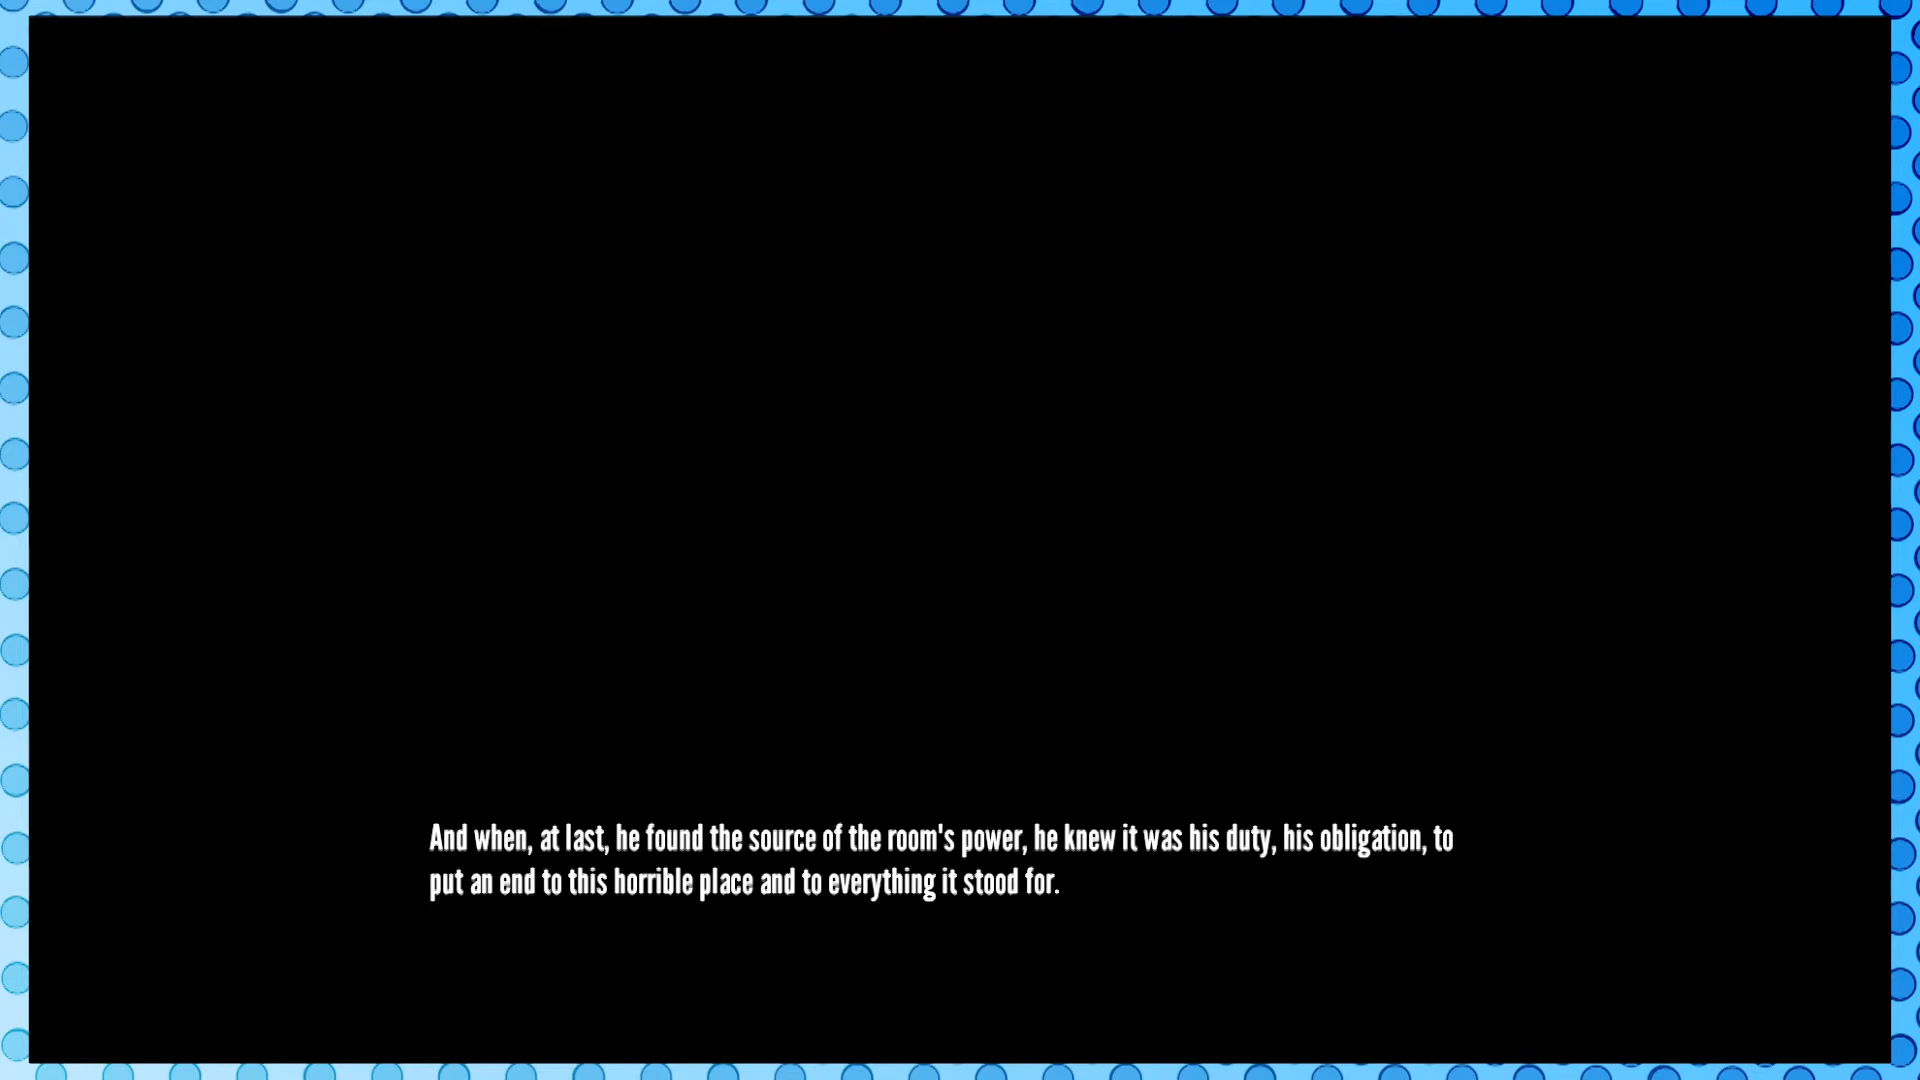 And when, at last, he found the source of the room's power, he knew it was his duty, his obligation, to
put an end to this horrible place and to everything it stood for.